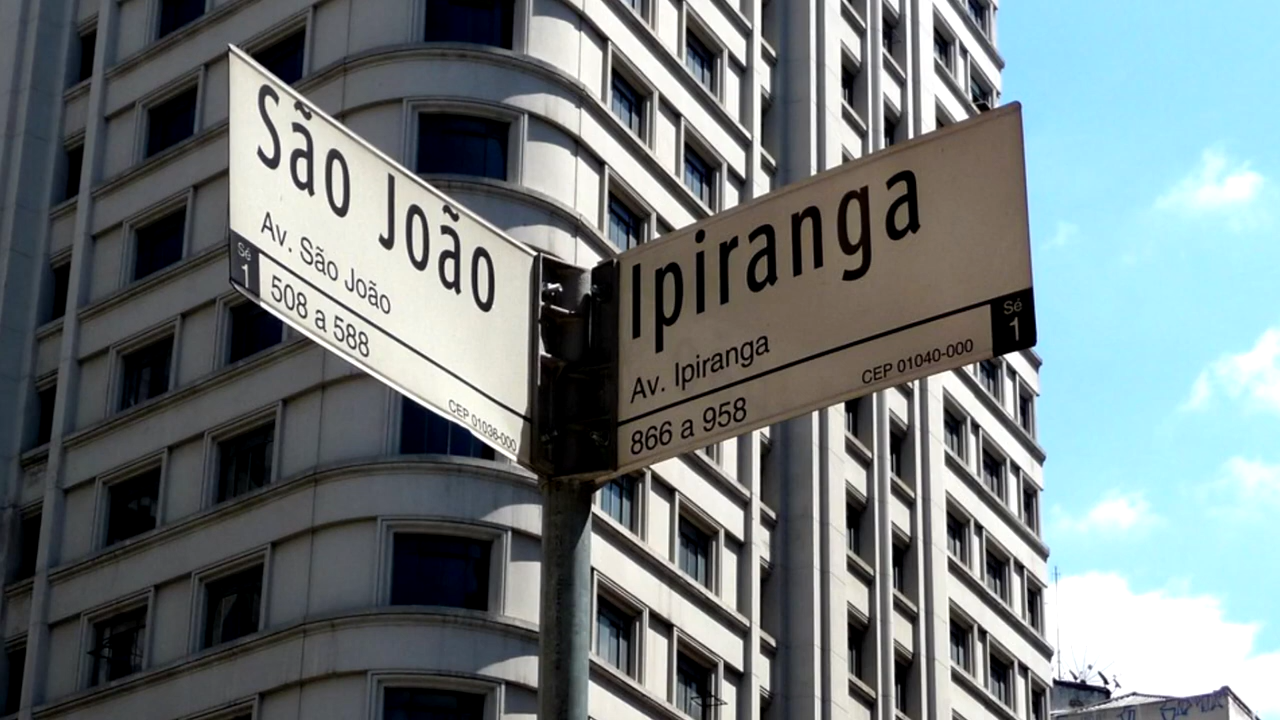 São João
Av. São João
Sé
1
508 a 588
CEP 01036-000
Ipiranga
Av. Ipiranga
Sé
1
866 a 958
CEP 01040-000